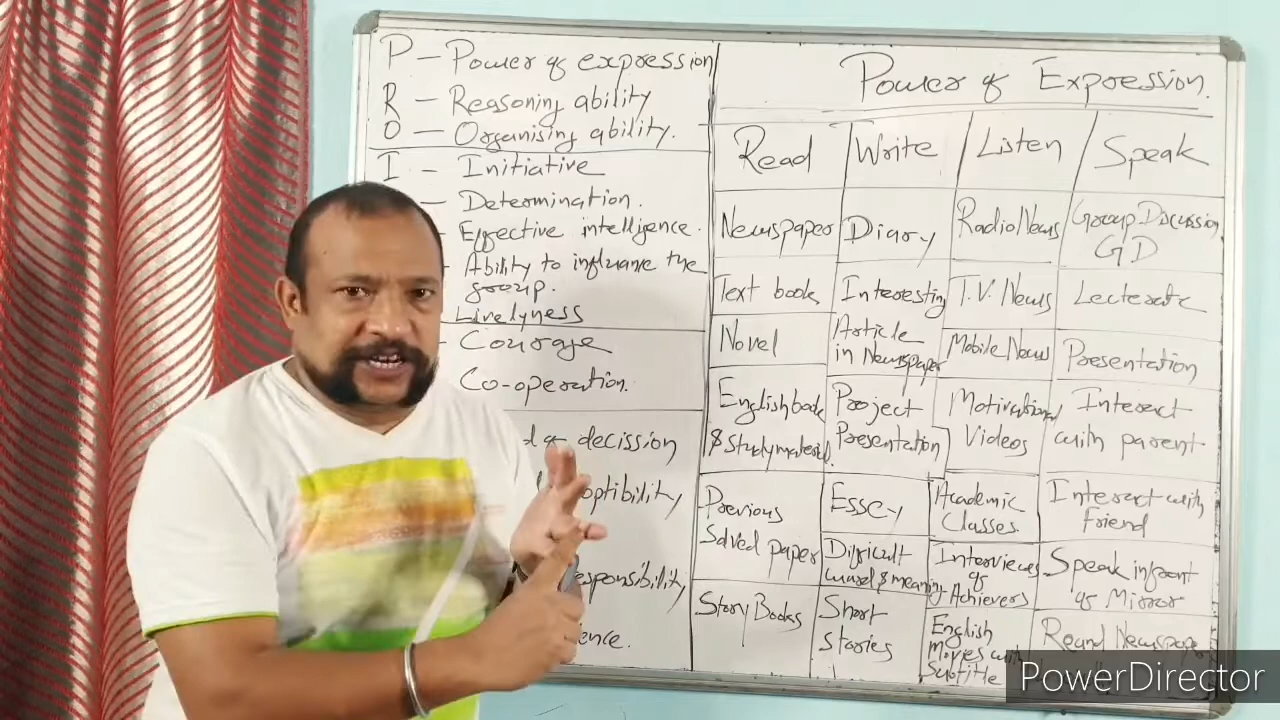 P - Power of expression
R - Reasoning ability
O - Organising ability.
I - Initiative
- Determination.
- Effective intelligence.
- Ability to influance the
group.
Livelyness
- Courage
Co-operation.
of decission
responsibility
Power of Expression.
Read
Write
Listen
Speak
Newspaper
Diary
Radio News
Group Discussion
GD
Text book
Interesting
Article
in Newspaper
T.V. News
Novel
Mobile News
Presentation
English book
& Study material.
Project
Presentation
Motivational
Videos
Interect
with parent
Previous
Solved paper
Essey
Academic
Classes
Interect with
Friend
Difficult
word & meaning
Interviews
of
Achievers
Speak infront
of Mirror
Story Books
Short
stories
English
Movies with
Subtitle
Read Newspaper
PowerDirector